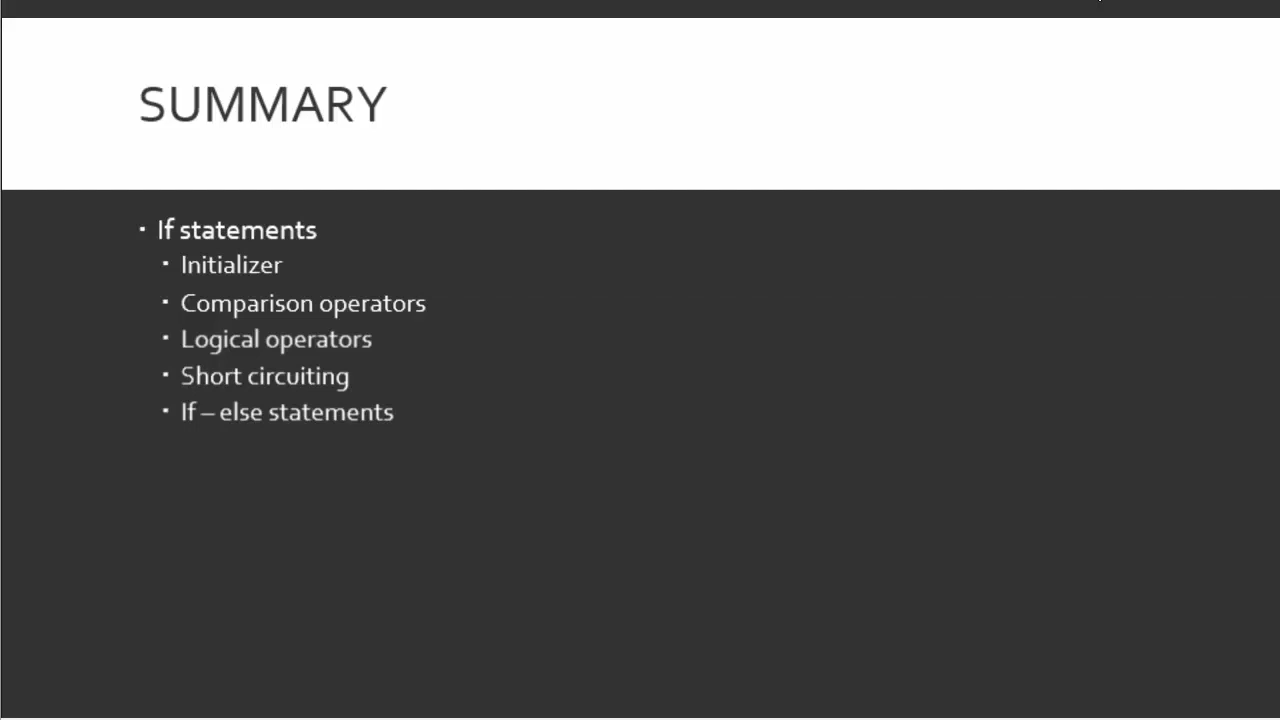 SUMMARY
▪ If statements
▪ Initializer
▪ Comparison operators
▪ Logical operators
▪ Short circuiting
▪ If – else statements